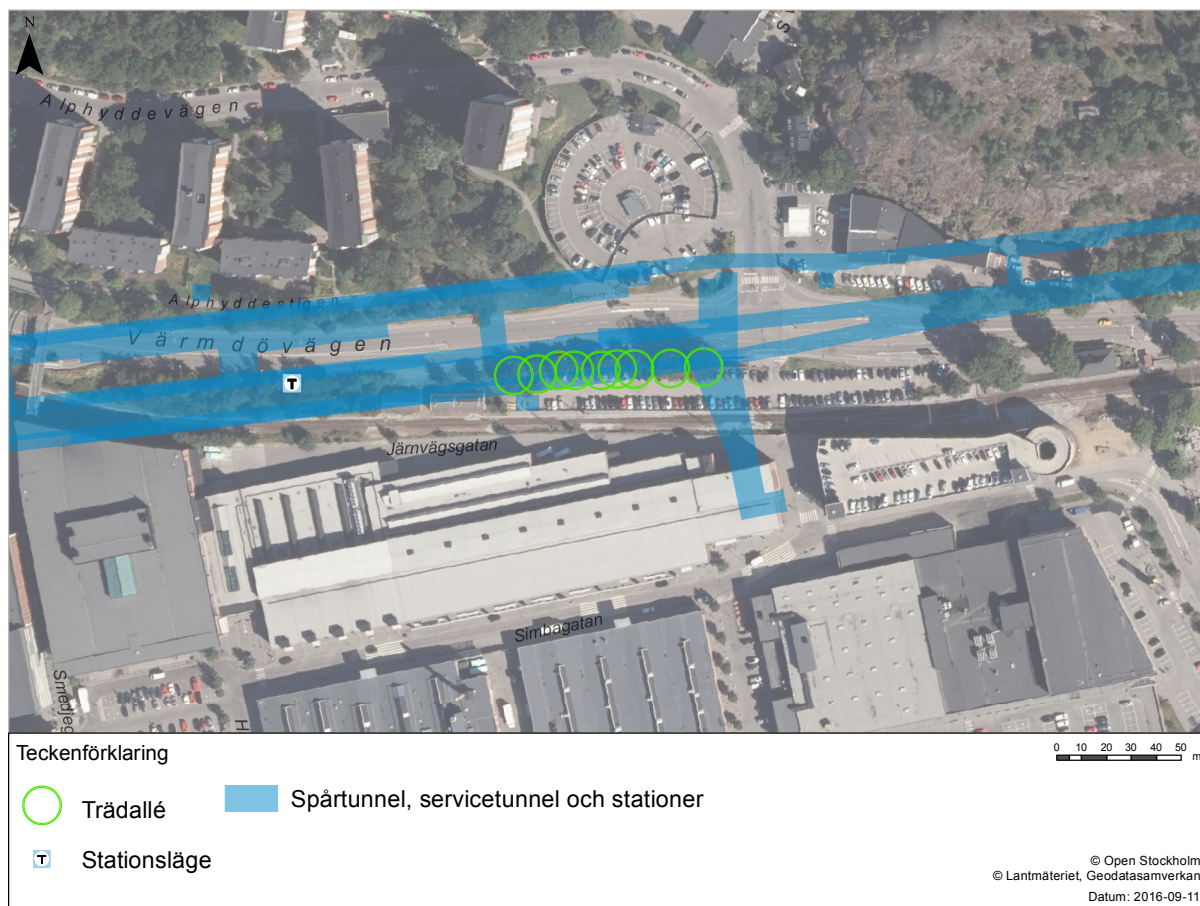 N
S
Alphyddevägen
Alphyddestigen
Värmdövägen
T
Järnvägsgatan
Simbagatan
Smedjeg
H
Teckenförklaring
0 10 20 30 40 50
m
Trädallé
Spårtunnel, servicetunnel och stationer
T Stationsläge
© Open Stockholm
© Lantmäteriet, Geodatasamverkan
Datum: 2016-09-11